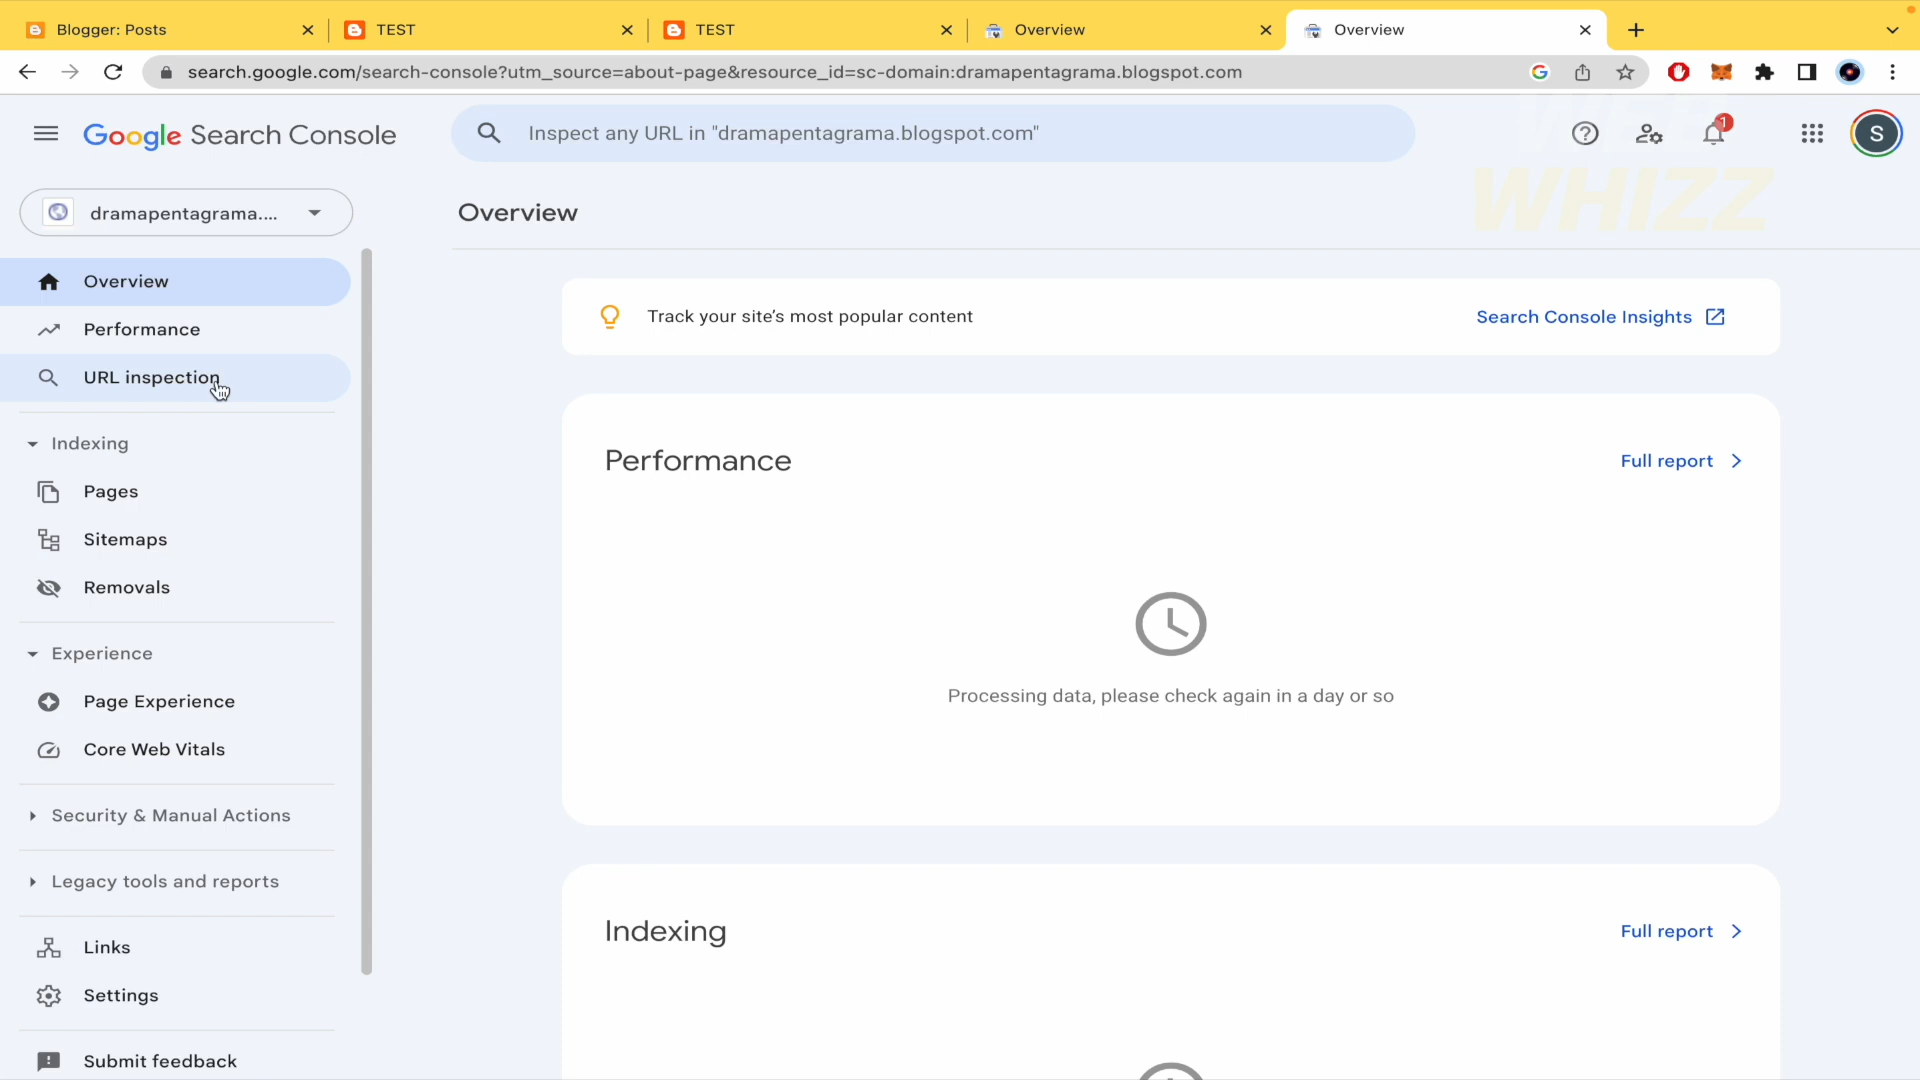 Blogger: Posts
TEST
TEST
Overview
Overview
search.google.com/search-console?utm_source=about-page&resource_id=sc-domain:dramapentagrama.blogspot.com
Google Search Console
Inspect any URL in "dramapentagrama.blogspot.com"
1
S
WHIZZ
dramapentagrama....
Overview
Overview
Performance
URL inspection
Indexing
Pages
Sitemaps
Removals
Experience
Page Experience
Core Web Vitals
Security & Manual Actions
Legacy tools and reports
Links
Settings
Submit feedback
Track your site's most popular content
Search Console Insights
Performance
Full report
Processing data, please check again in a day or so
Indexing
Full report